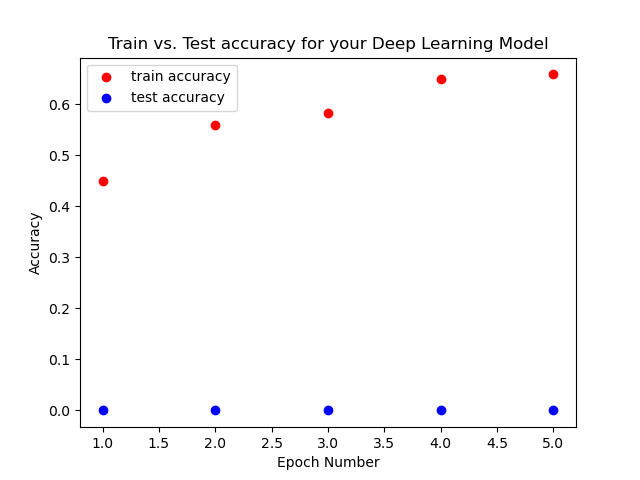 Train vs. Test accuracy for your Deep Learning Model
train accuracy
test accuracy
0.6
0.5
0.4
0.3
0.2
0.1
0.0
Accuracy
1.0 1.5 2.0 2.5 3.0 3.5 4.0 4.5 5.0
Epoch Number